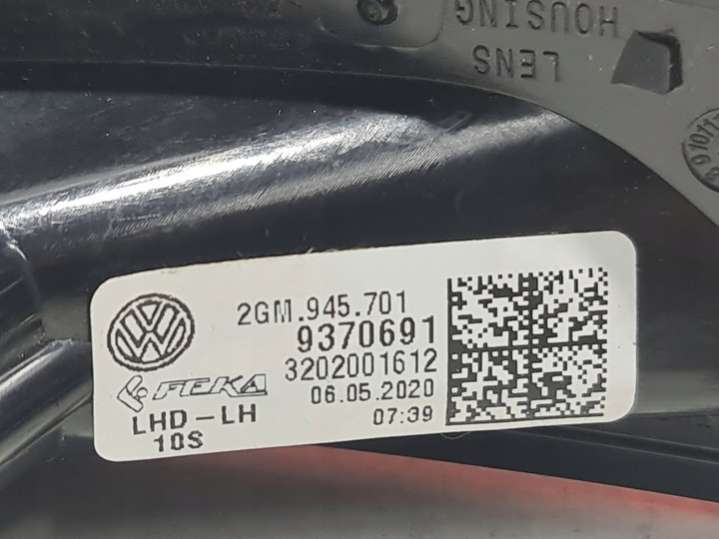 LENS
HOUSING
2GM.945.701
9370691
3202001612
06.05.2020
07:39
FEKA
LHD-LH
10S